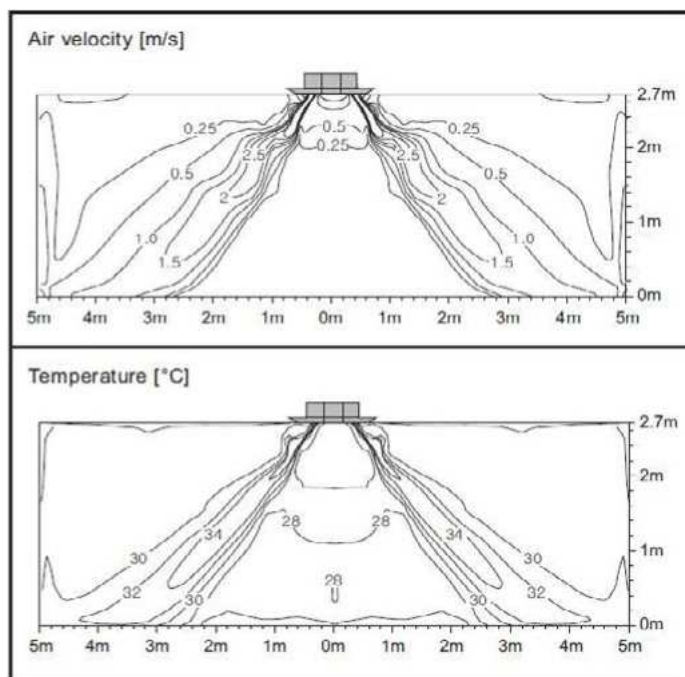 Air velocity [m/s]
2.7m
0.25 0.5 0.25
2m
0.25
0.5 2.5 2.5 0.5
2 2
1m
1.0 1.0
1.5 1.5
0m
5m 4m 3m 2m 1m 0m 1m 2m 3m 4m 5m
Temperature [°C]
2.7m
2m
28 28
34 34
30 30
1m
28
32 30 30 32
0m
5m 4m 3m 2m 1m 0m 1m 2m 3m 4m 5m